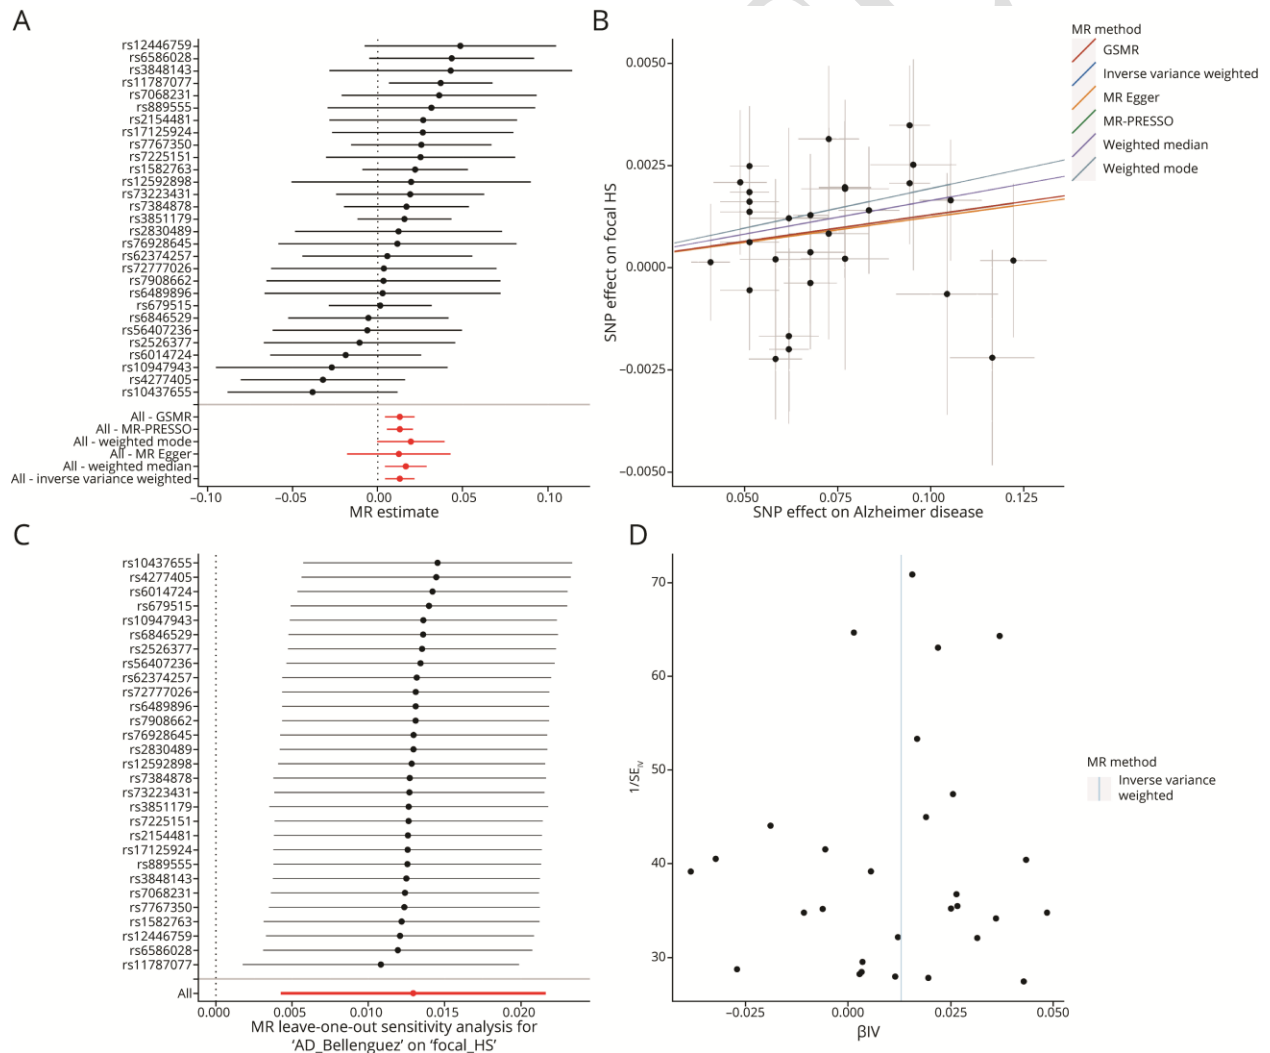 A
rs12446759
rs6586028
rs3848143
rs11787077
rs7068231
rs889555
rs2154481
rs17125924
rs7767350
rs7225151
rs1582763
rs12592898
rs73223431
rs7384878
rs3851179
rs2830489
rs76928645
rs62374257
rs72777026
rs7908662
rs6489896
rs679515
rs6846529
rs56407236
rs2526377
rs6014724
rs10947943
rs4277405
rs10437655
All - GSMR
All - MR-PRESSO
All - weighted mode
All - MR Egger
All - weighted median
All - inverse variance weighted
−0.10 −0.05 0.00 0.05 0.10
MR estimate
B
SNP effect on focal HS
0.0050
0.0025
0.0000
−0.0025
−0.0050
0.050 0.075 0.100 0.125
SNP effect on Alzheimer disease
MR method
GSMR
Inverse variance weighted
MR Egger
MR-PRESSO
Weighted median
Weighted mode
C
rs10437655
rs4277405
rs6014724
rs679515
rs10947943
rs6846529
rs2526377
rs56407236
rs62374257
rs72777026
rs6489896
rs7908662
rs76928645
rs2830489
rs12592898
rs7384878
rs73223431
rs3851179
rs7225151
rs2154481
rs17125924
rs889555
rs3848143
rs7068231
rs7767350
rs1582763
rs12446759
rs6586028
rs11787077
All
0.000 0.005 0.010 0.015 0.020
MR leave-one-out sensitivity analysis for
‘AD_Bellenguez’ on ‘focal_HS’
D
1/SE_IV
70
60
50
40
30
−0.025 0.000 0.025 0.050
βIV
MR method
Inverse variance
weighted